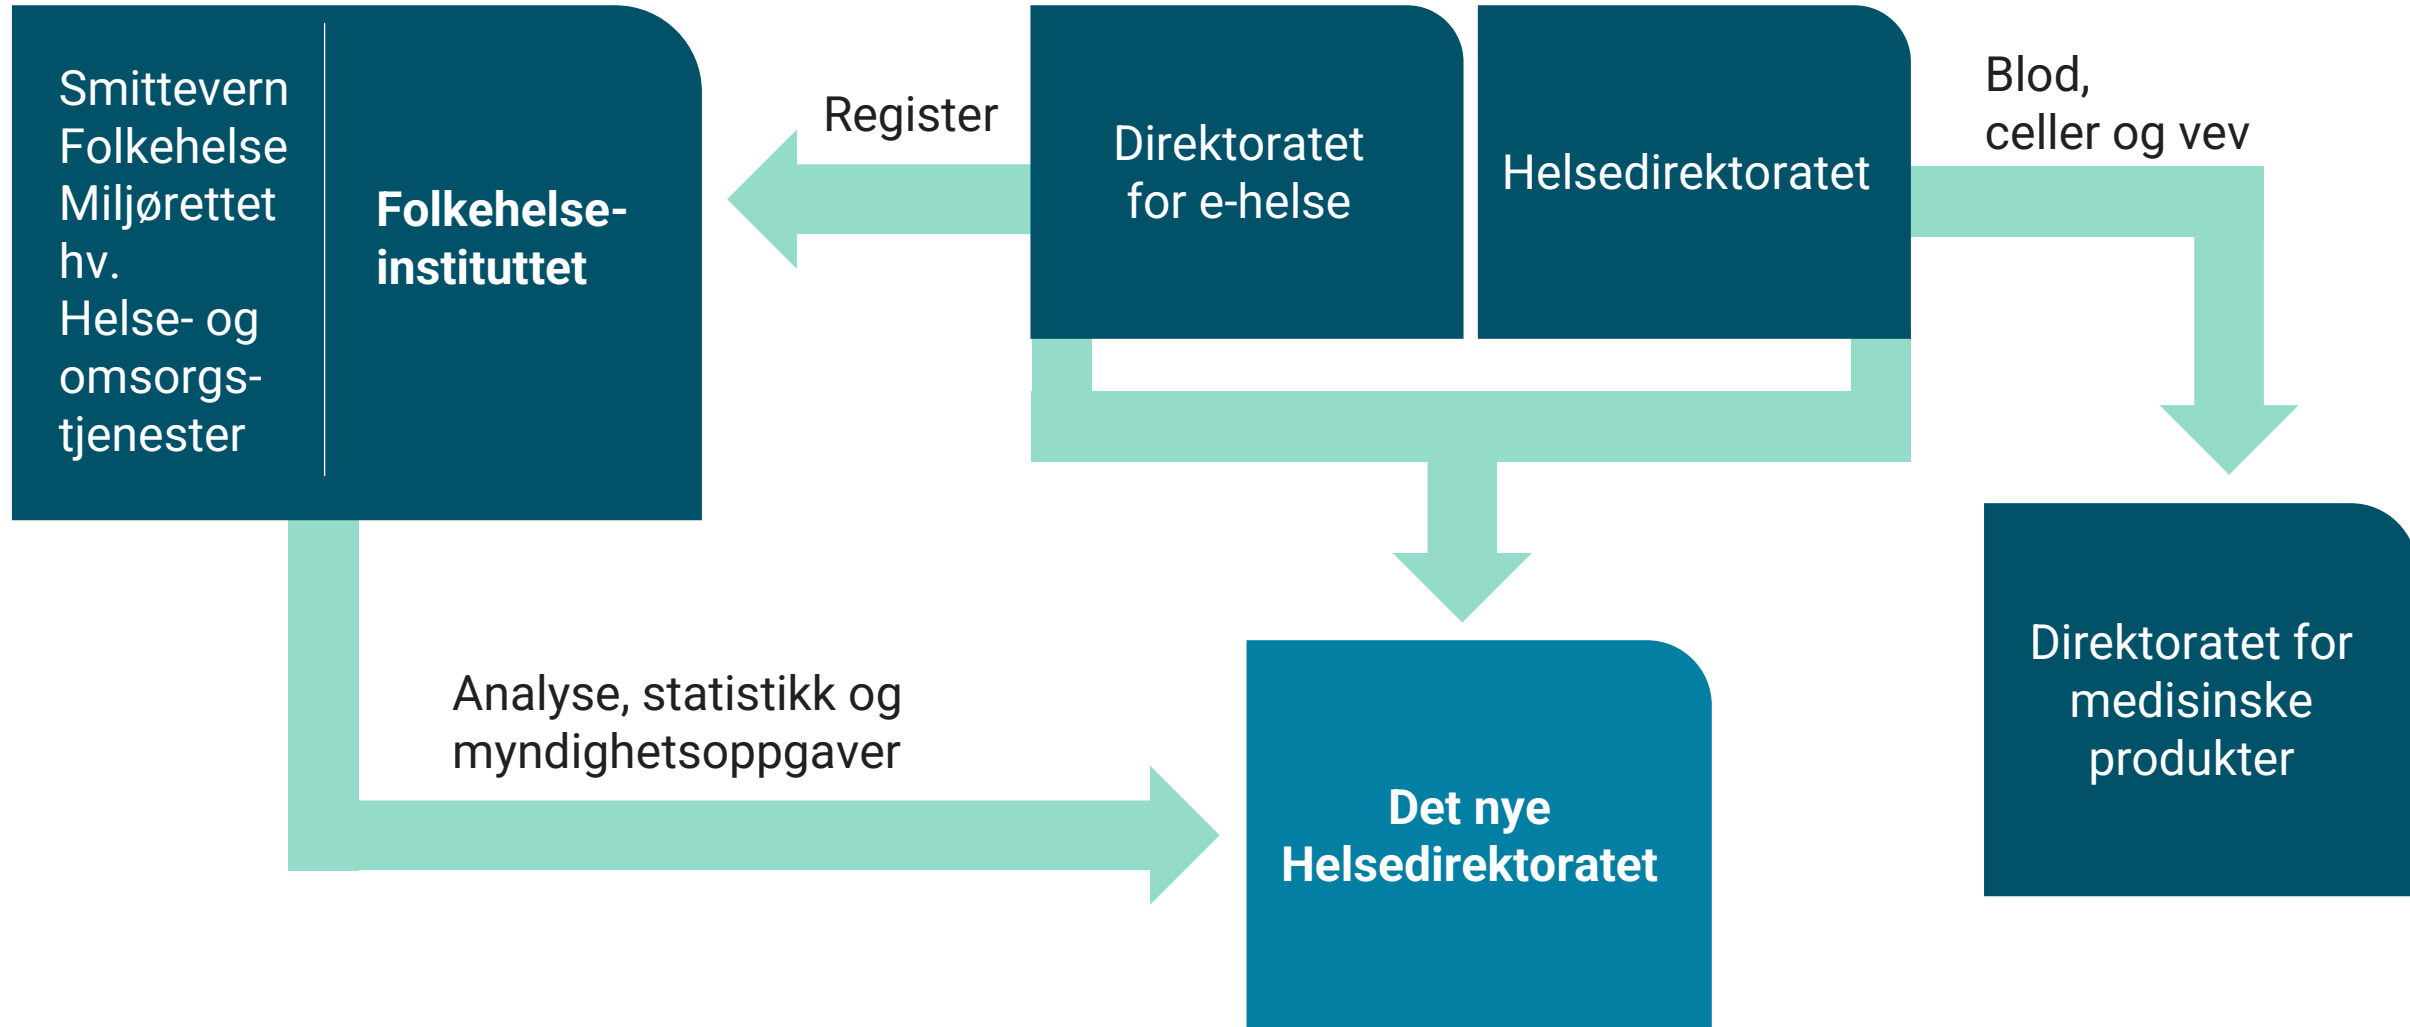 Smittevern
Folkehelse
Miljørettet
hv.
Helse- og
omsorgs-
tjenester
Folkehelse-
instituttet
Register
Direktoratet
for e-helse
Helsedirektoratet
Blod,
celler og vev
Analyse, statistikk og
myndighetsoppgaver
Det nye
Helsedirektoratet
Direktoratet for
medisinske
produkter